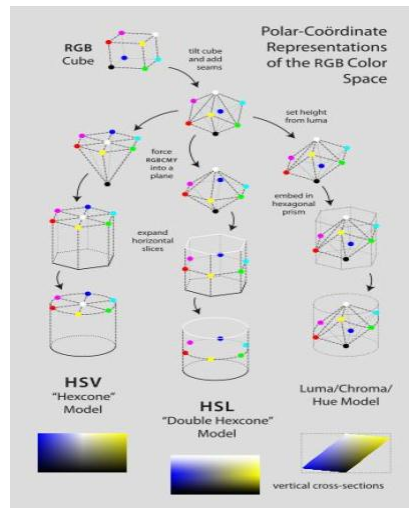 Polar-Coördinate
Representations
of the RGB Color
Space
RGB
Cube
tilt cube
and add
seams
set height
from luma
force
RGBCMY
into a
plane
embed in
hexagonal
prism
expand
horizontal
slices
HSV
"Hexcone"
Model
HSL
"Double Hexcone"
Model
Luma/Chroma/
Hue Model
vertical cross-sections